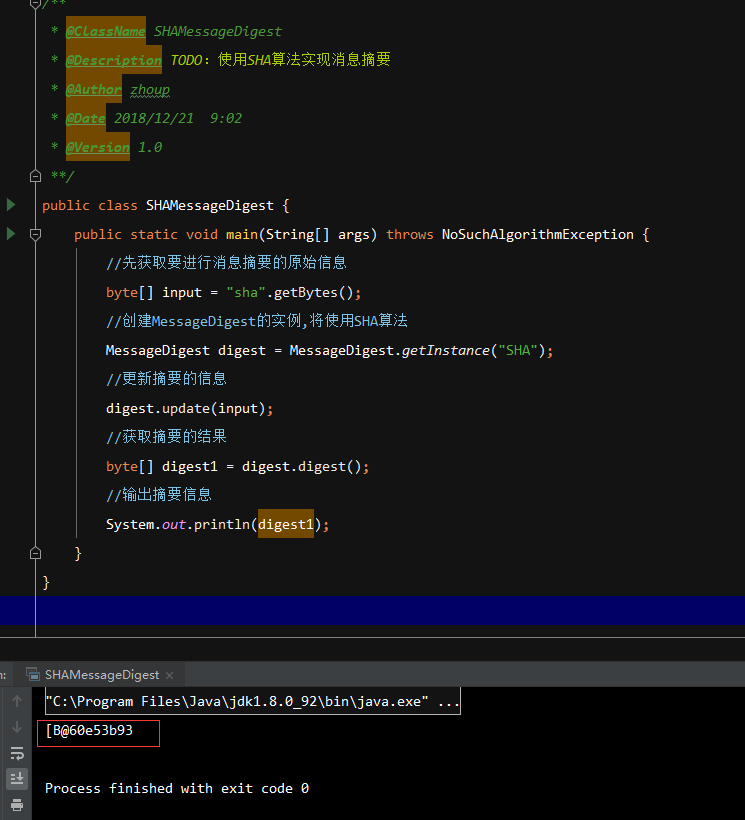 /**
* @ClassName SHAMessageDigest
* @Description TODO: 使用SHA算法实现消息摘要
* @Author zhoup
* @Date 2018/12/21 9:02
* @Version 1.0
**/
public class SHAMessageDigest {
public static void main(String[] args) throws NoSuchAlgorithmException {
//先获取要进行消息摘要的原始信息
byte[] input = "sha".getBytes();
//创建MessageDigest的实例,将使用SHA算法
MessageDigest digest = MessageDigest.getInstance("SHA");
//更新摘要的信息
digest.update(input);
//获取摘要的结果
byte[] digest1 = digest.digest();
//输出摘要信息
System.out.println(digest1);
}
}
SHAMessageDigest
"C:\Program Files\Java\jdk1.8.0_92\bin\java.exe" ...
[B@60e53b93
Process finished with exit code 0